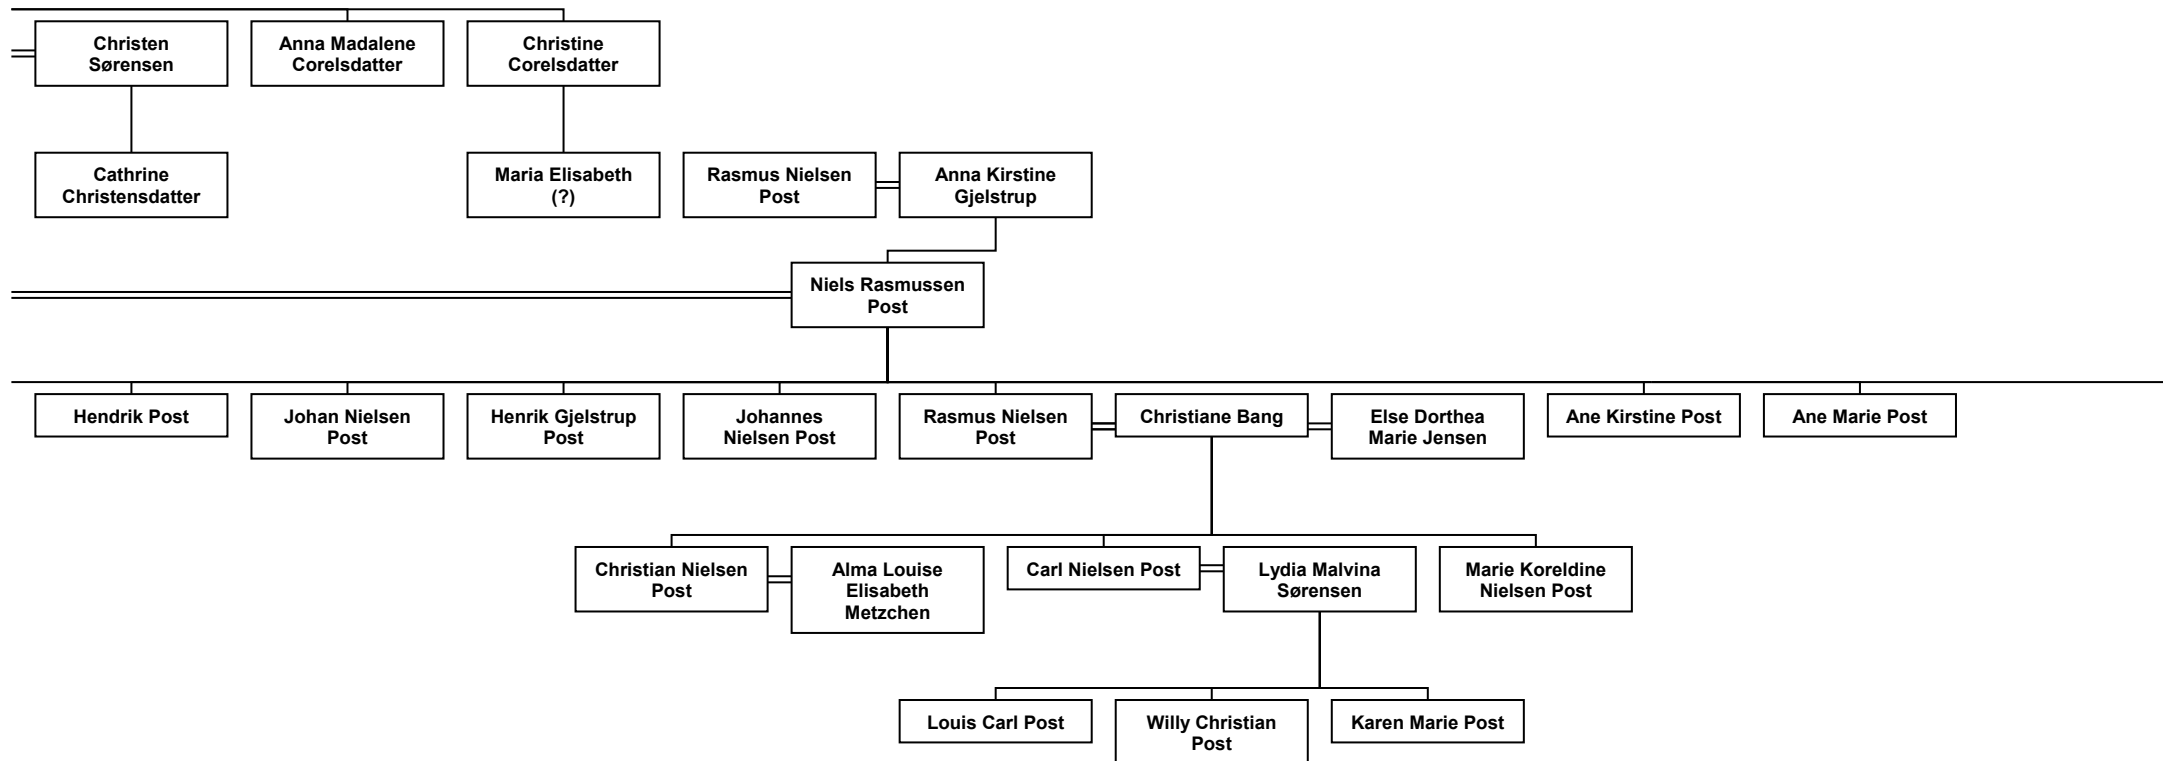 Christen
Sørensen
Anna Madalene
Corelsdatter
Christine
Corelsdatter
Cathrine
Christensdatter
Maria Elisabeth
(?)
Rasmus Nielsen
Post
Anna Kirstine
Gjelstrup
Niels Rasmussen
Post
Hendrik Post
Johan Nielsen
Post
Henrik Gjelstrup
Post
Johannes
Nielsen Post
Rasmus Nielsen
Post
Christiane Bang
Else Dorthea
Marie Jensen
Ane Kirstine Post
Ane Marie Post
Christian Nielsen
Post
Alma Louise
Elisabeth
Metzchen
Carl Nielsen Post
Lydia Malvina
Sørensen
Marie Koreldine
Nielsen Post
Louis Carl Post
Willy Christian
Post
Karen Marie Post